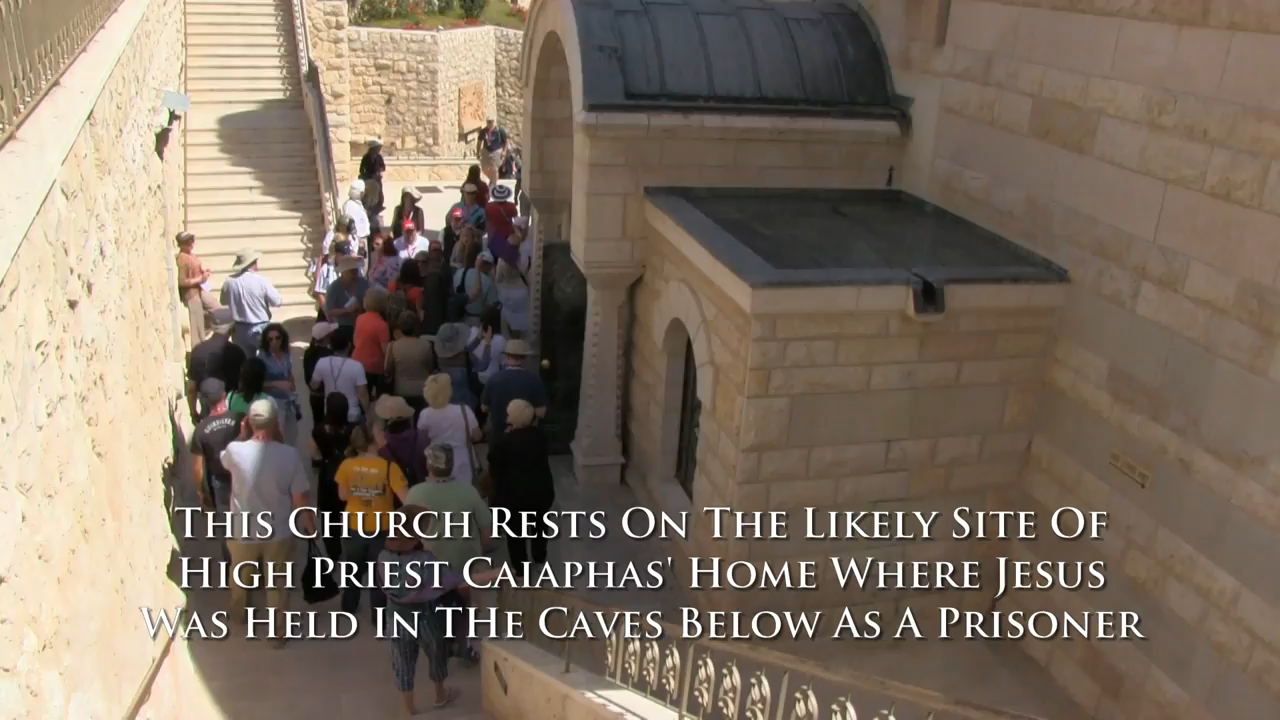 THIS CHURCH RESTS ON THE LIKELY SITE OF
HIGH PRIEST CAIAPHAS' HOME WHERE JESUS
WAS HELD IN THE CAVES BELOW AS A PRISONER